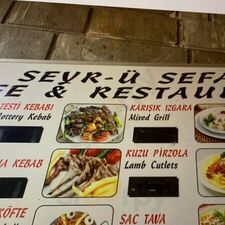 SEYR-Ü SEFA
FE & RESTAU
TESTİ KEBABI
Pottery Kebab
KARIŞIK IZGARA
Mixed Grill
KEBAB
KUZU PİRZOLA
Lamb Cutlets
KÖFTE
SAÇ TAVA